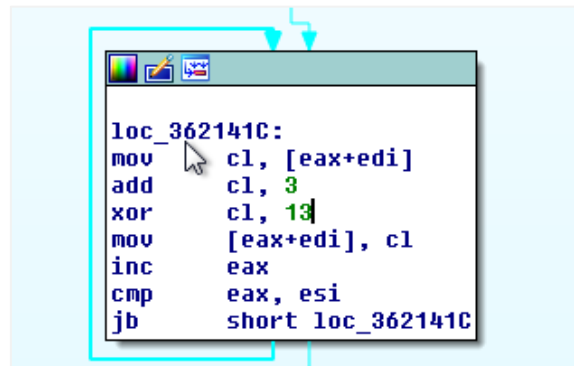 loc_362141C:
mov cl, [eax+edi]
add cl, 3
xor cl, 13
mov [eax+edi], cl
inc eax
cmp eax, esi
jb short loc_362141C